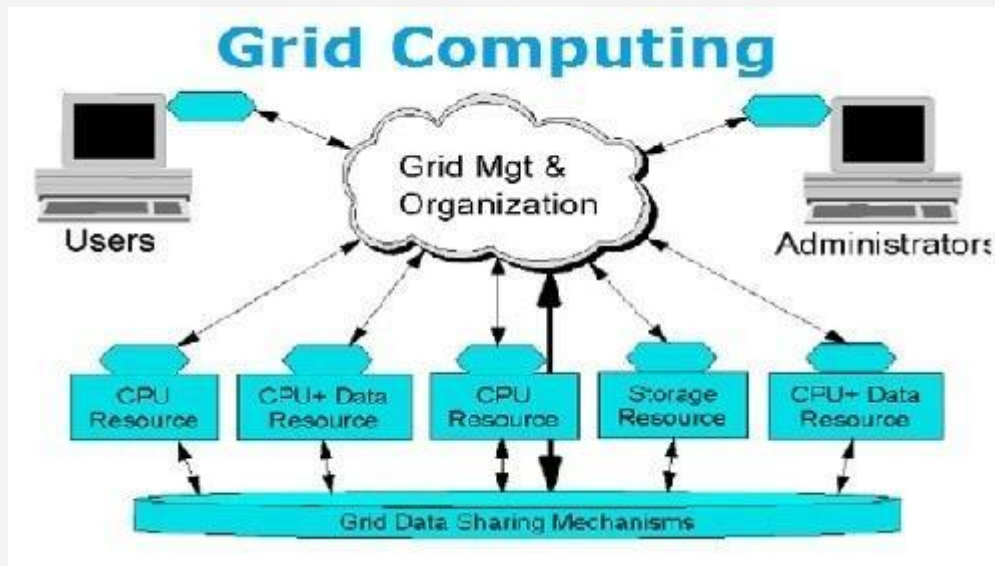 Grid Computing
Grid Mgt &
Organization
Users
Administrators
CPU
Resource
CPU+ Data
Resource
CPU
Resource
Storage
Resource
CPU+ Data
Resource
Grid Data Sharing Mechanisms